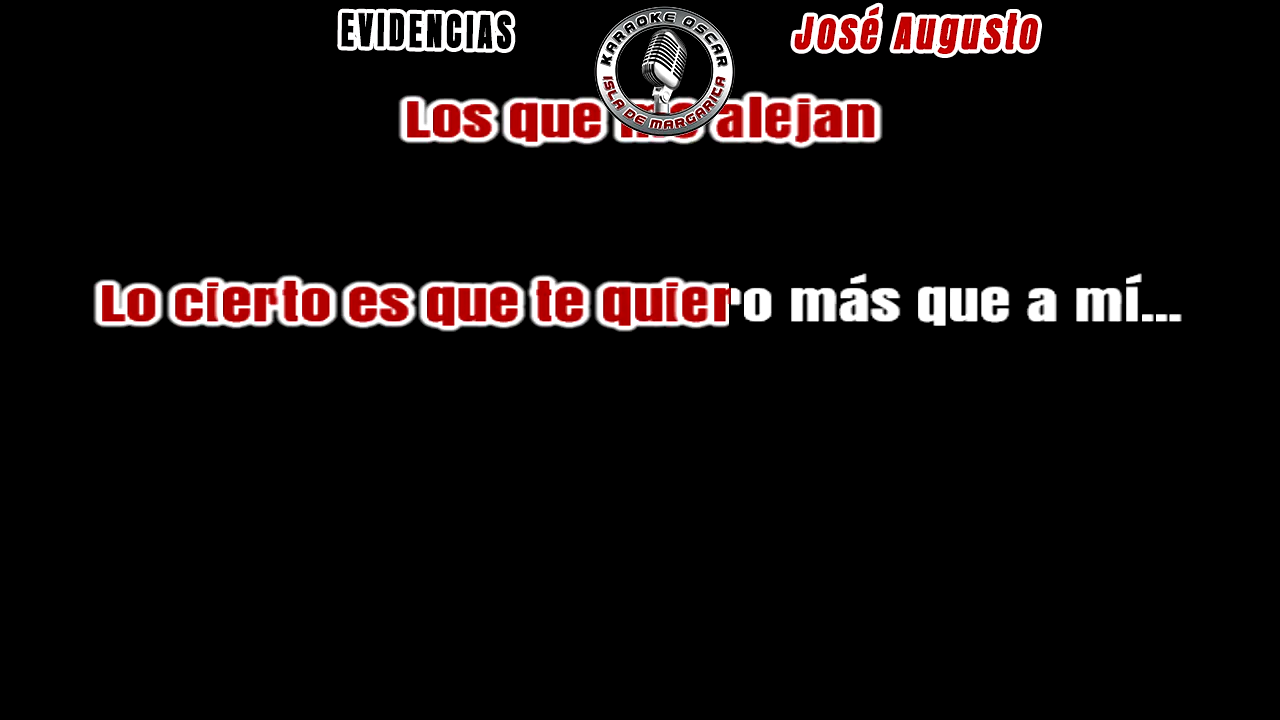 EVIDENCIAS
José Augusto
KARAOKE OSCAR
ISLA DE MARGARITA
Los que me alejan
Lo cierto es que te quiero más que a mí...